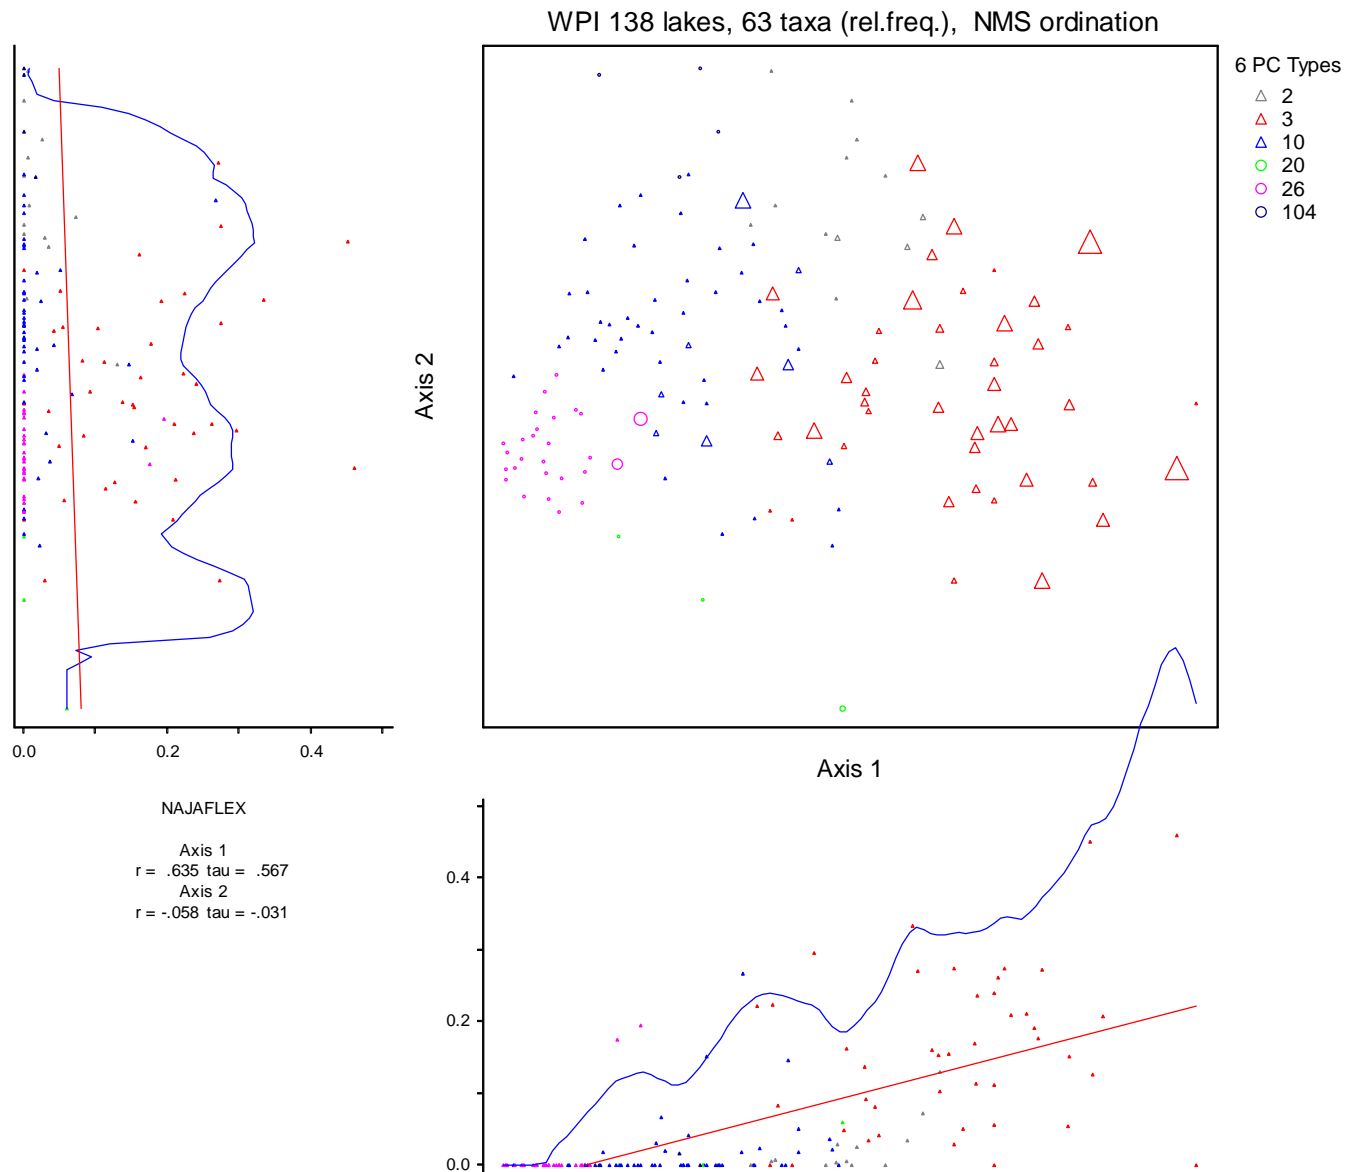 WPI 138 lakes, 63 taxa (rel.freq.), NMS ordination
6 PC Types
2
3
10
20
26
104
Axis 2
0.0 0.2 0.4
Axis 1
NAJAFLEX
Axis 1
r = .635 tau = .567
Axis 2
r = -.058 tau = -.031
0.4
0.2
0.0